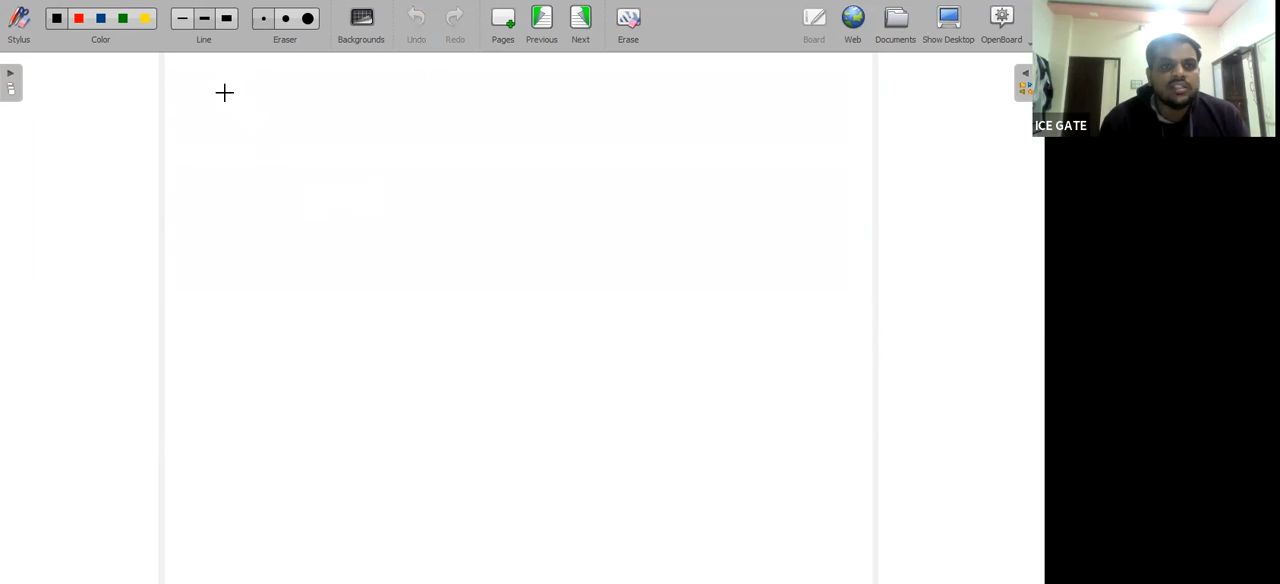 Stylus Color Line Eraser Backgrounds Undo Redo Pages Previous Next Erase Board Web Documents Show Desktop OpenBoard
ICE GATE